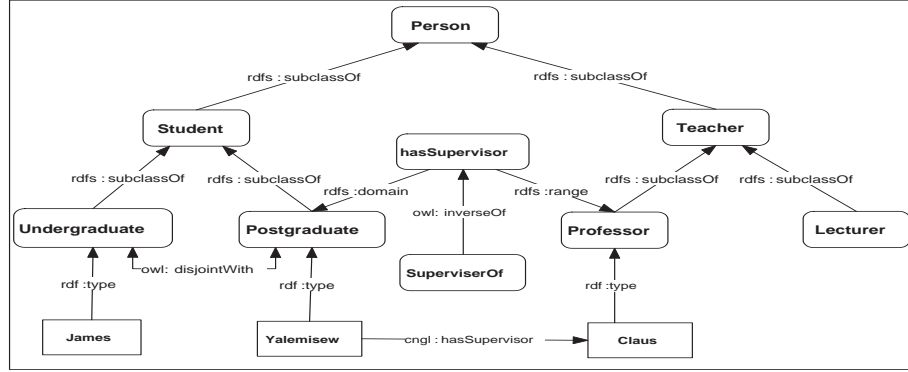 Person
rdfs : subclassOf
rdfs : subclassOf
Student
Teacher
hasSupervisor
rdfs : subclassOf
rdfs : subclassOf
rdfs :domain
rdfs :range
rdfs : subclassOf
rdfs : subclassOf
owl: inverseOf
Undergraduate
Postgraduate
Professor
Lecturer
owl: disjointWith
SuperviserOf
rdf :type
rdf :type
rdf :type
James
Yalemisew
cngl : hasSupervisor
Claus